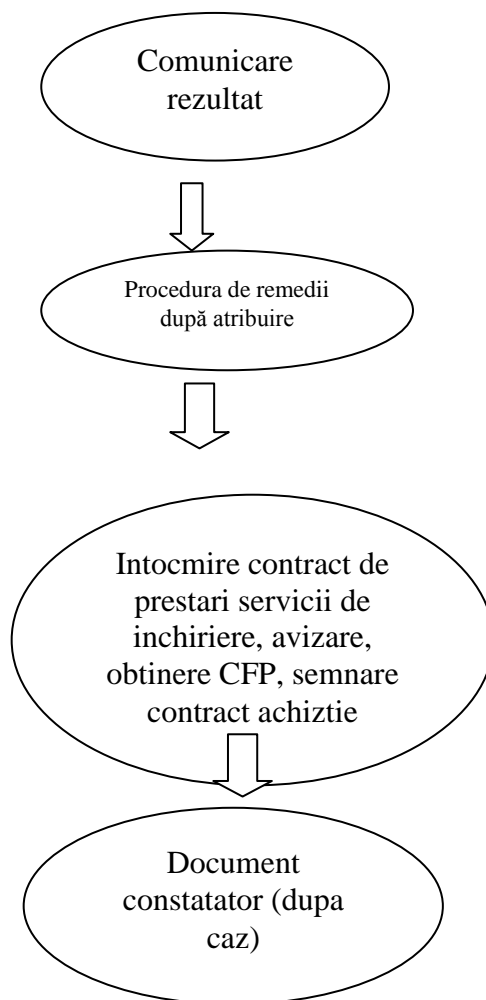 Comunicare
rezultat
Procedura de remedii
după atribuire
Intocmire contract de
prestari servicii de
inchiriere, avizare,
obtinere CFP, semnare
contract achiztie
Document
constatator (dupa
caz)